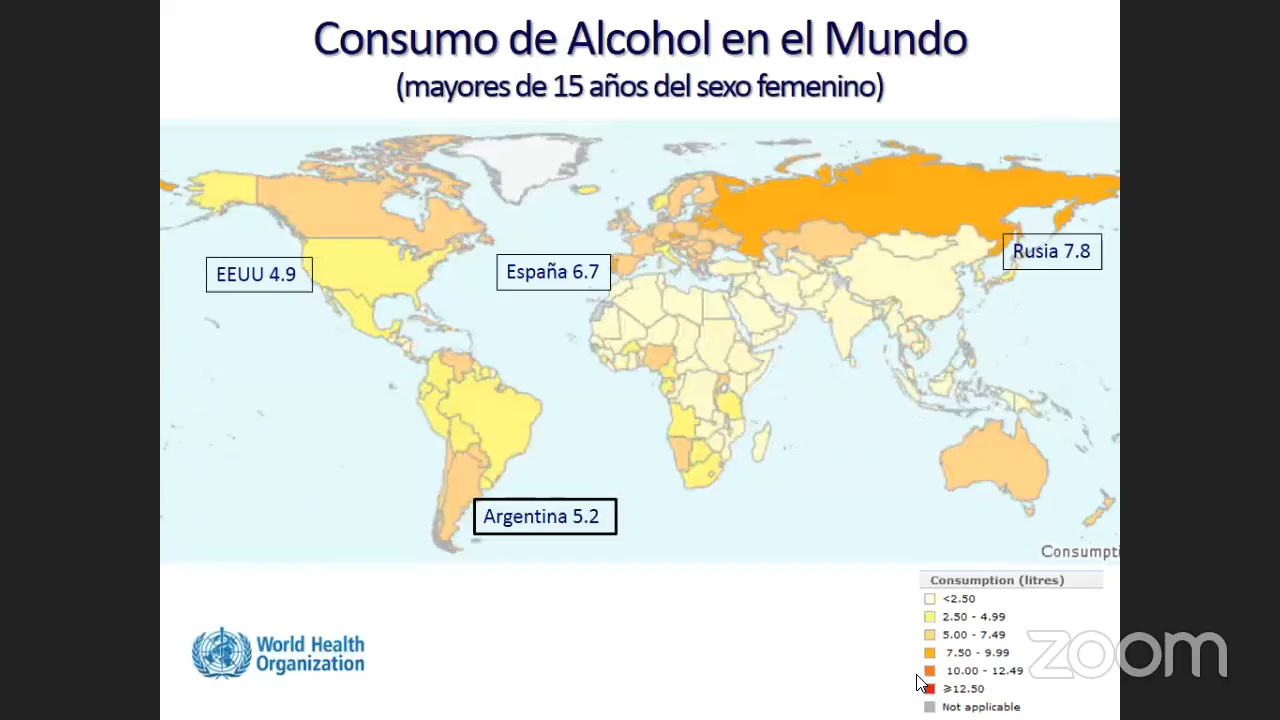 Consumo de Alcohol en el Mundo
(mayores de 15 años del sexo femenino)
EEUU 4.9
España 6.7
Rusia 7.8
Argentina 5.2
Consumpti
Consumption (litres)
<2.50
2.50 - 4.99
5.00 - 7.49
7.50 - 9.99
10.00 - 12.49
≥12.50
Not applicable
World Health
Organization
zoom